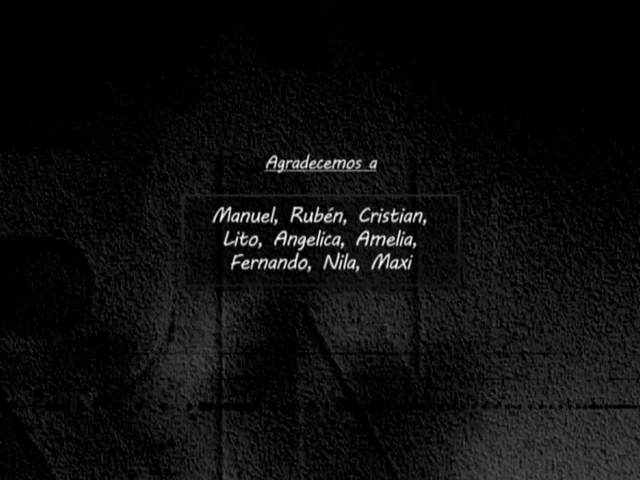 Agradecemos a
Manuel, Rubén, Cristian,
Lito, Angelica, Amelia,
Fernando, Nila, Maxi